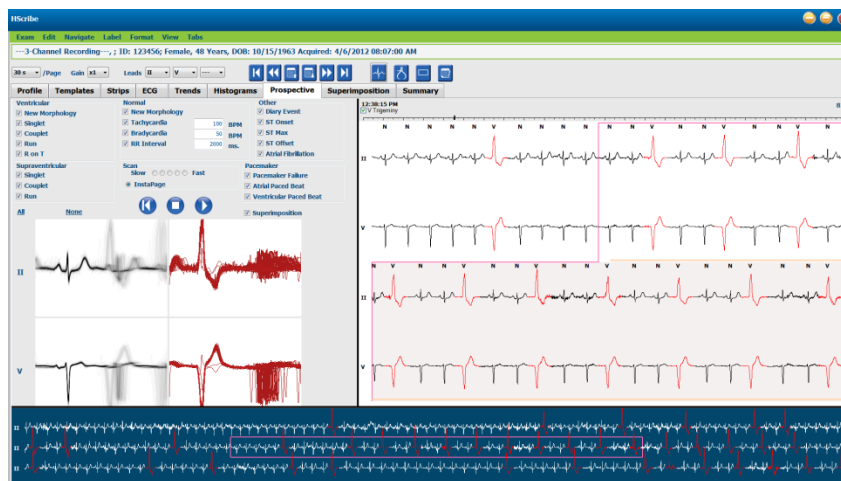 HScribe
Exam Edit Navigate Label Format View Tabs
---3-Channel Recording---, ; ID: 123456; Female, 48 Years, DOB: 10/15/1963 Acquired: 4/6/2012 08:07:00 AM
30 s /Page Gain x1 Leads II V ---
Profile Templates Strips ECG Trends Histograms Prospective Superimposition Summary
Ventricular Normal Other
New Morphology New Morphology Diary Event
Singlet Tachycardia 100 BPM ST Onset
Couplet Bradycardia 50 BPM ST Max
Run RR Interval 2000 ms. ST Offset
R on T Atrial Fibrillation
Supraventricular Scan Pacemaker
Singlet Slow Fast Pacemaker Failure
Couplet InstaPage Atrial Paced Beat
Run Ventricular Paced Beat
All None Superimposition
II
V
12:38:15 PM 8
V Trigeminy
N N N N N N V N N N N N V N N V N N V N
II
V
N V N N V N N V N N V N N V N N V N N V N
II
V
II
II
II